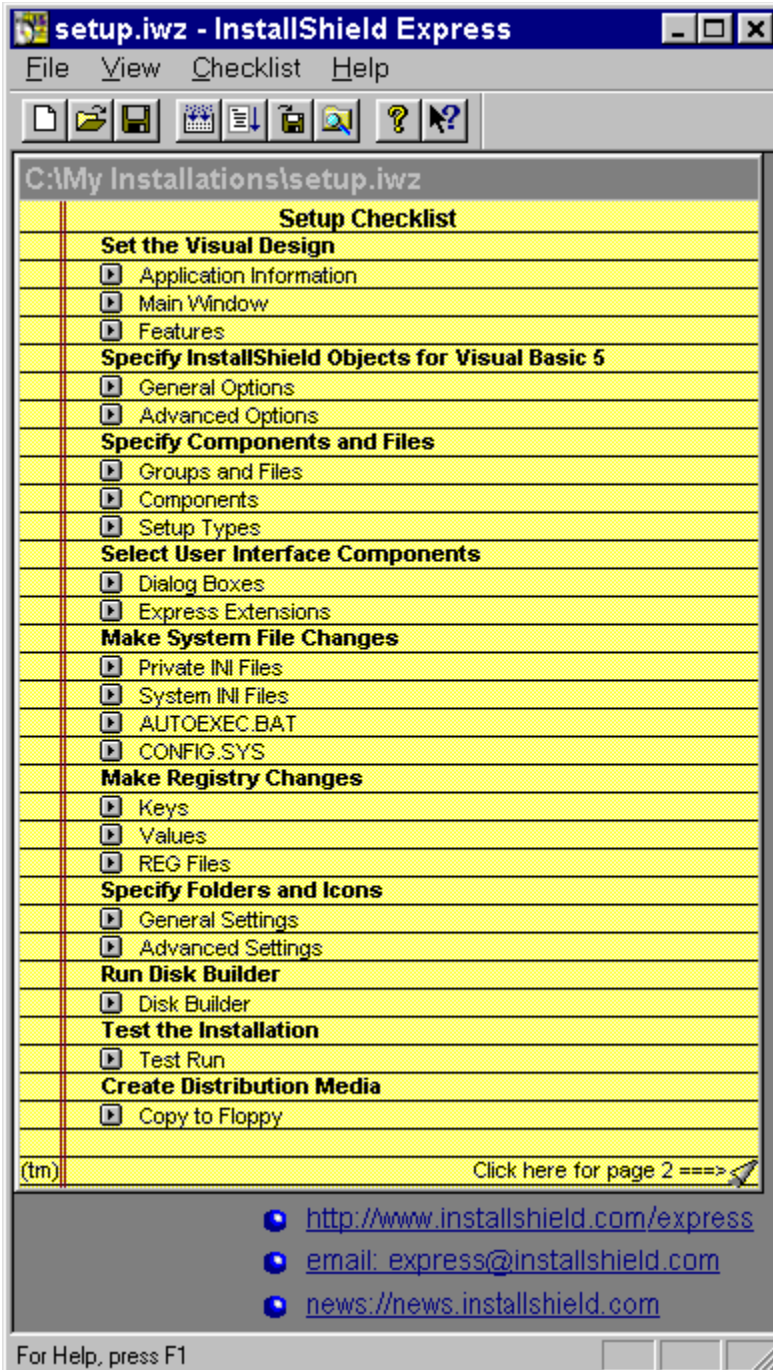 setup.iwz - InstallShield Express
File View Checklist Help
C:\My Installations\setup.iwz
Setup Checklist
Set the Visual Design
Application Information
Main Window
Features
Specify InstallShield Objects for Visual Basic 5
General Options
Advanced Options
Specify Components and Files
Groups and Files
Components
Setup Types
Select User Interface Components
Dialog Boxes
Express Extensions
Make System File Changes
Private INI Files
System INI Files
AUTOEXEC.BAT
CONFIG.SYS
Make Registry Changes
Keys
Values
REG Files
Specify Folders and Icons
General Settings
Advanced Settings
Run Disk Builder
Disk Builder
Test the Installation
Test Run
Create Distribution Media
Copy to Floppy
(tm) Click here for page 2 ===>
http://www.installshield.com/express
email: express@installshield.com
news://news.installshield.com
For Help, press F1